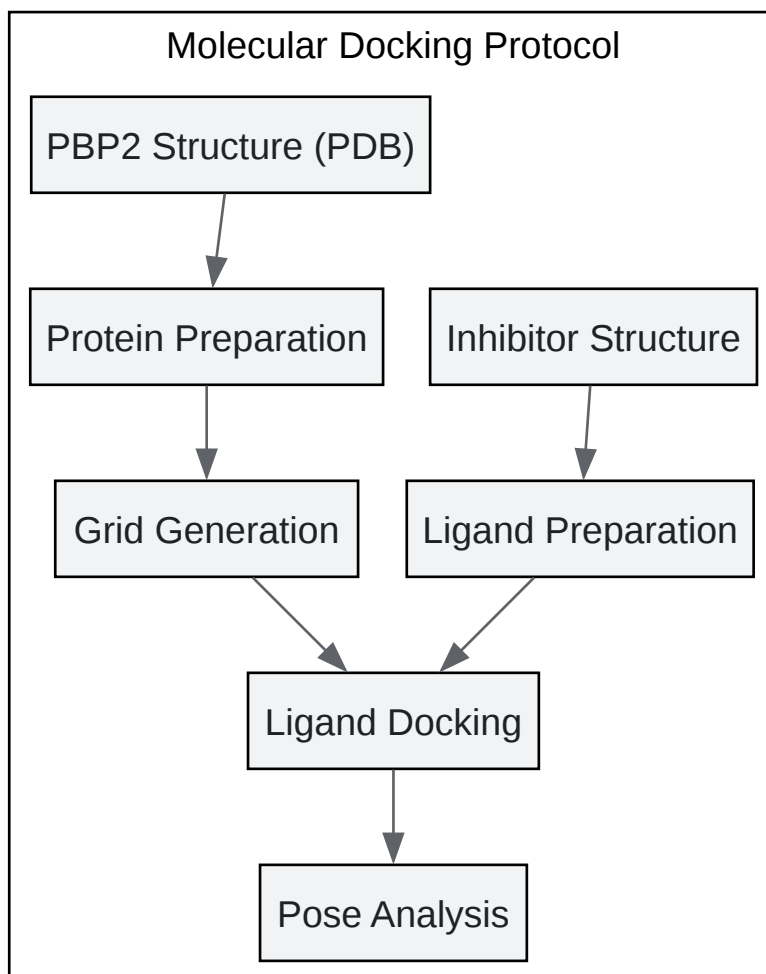 Molecular Docking Protocol
PBP2 Structure (PDB)
Protein Preparation
Inhibitor Structure
Grid Generation
Ligand Preparation
Ligand Docking
Pose Analysis